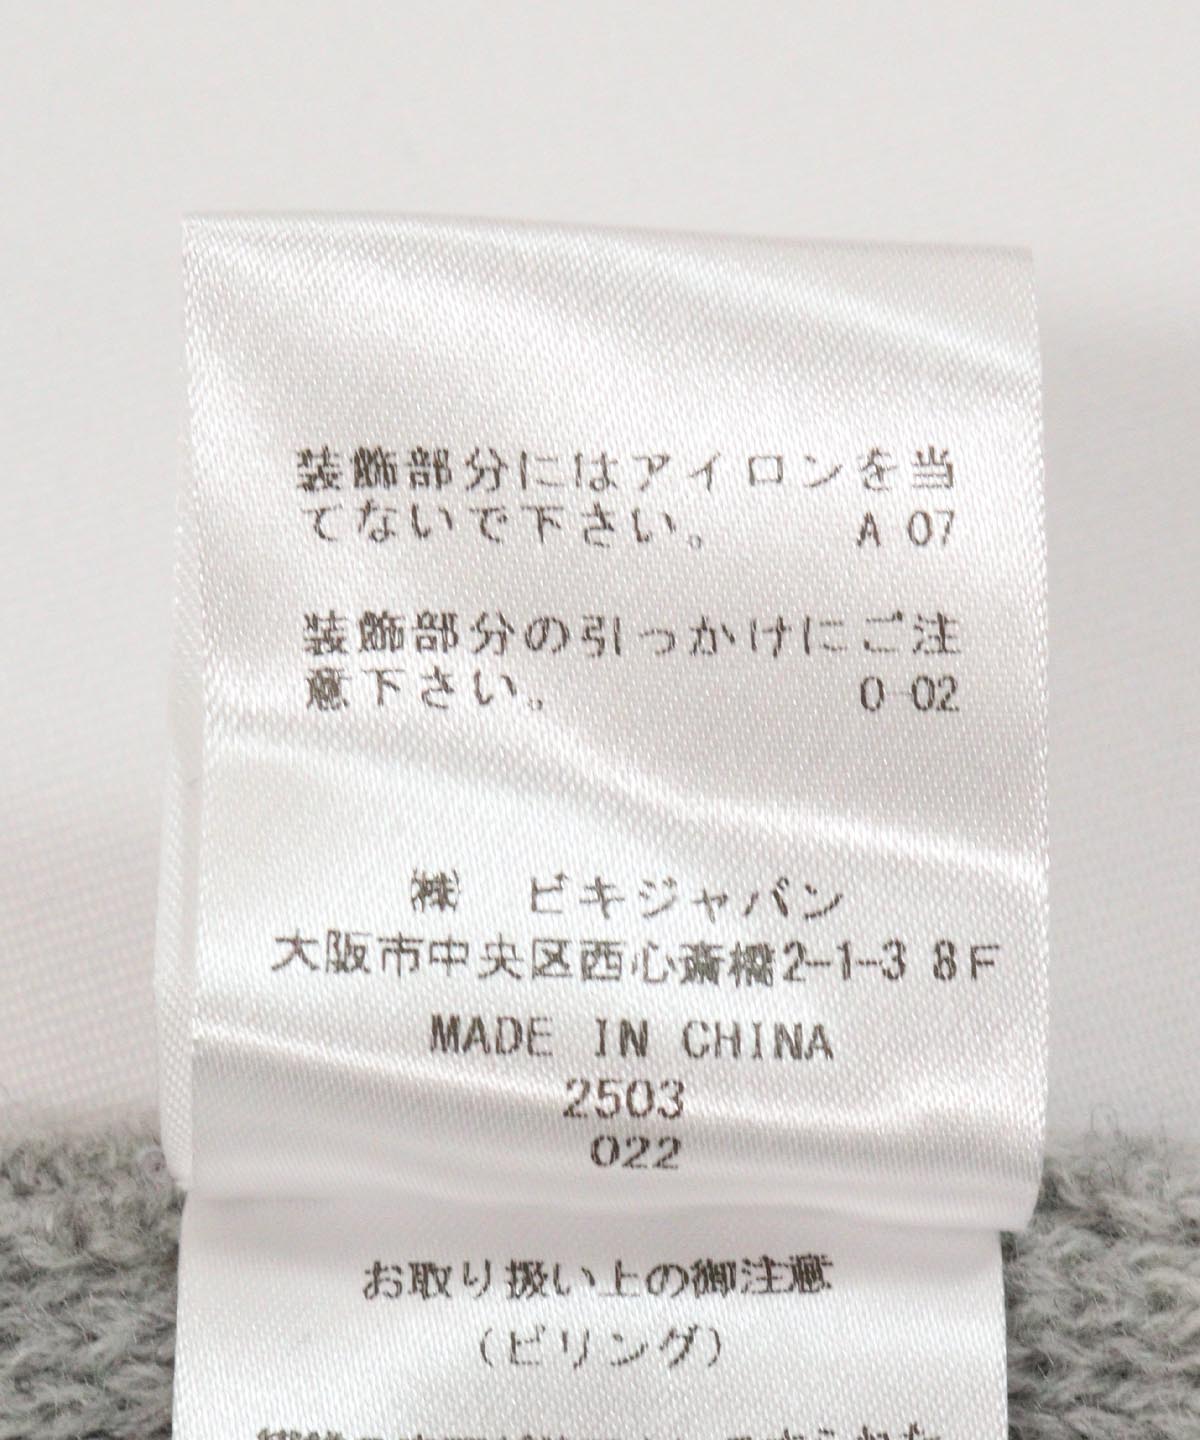 装飾部分にはアイロンを当
てないで下さい。 A 07
装飾部分の引っかけにご注
意下さい。 0 02
㈱ ビキジャパン
大阪市中央区西心斎橋2-1-3 8F
MADE IN CHINA
2503
022
お取り扱い上の御注意
(ピリング)